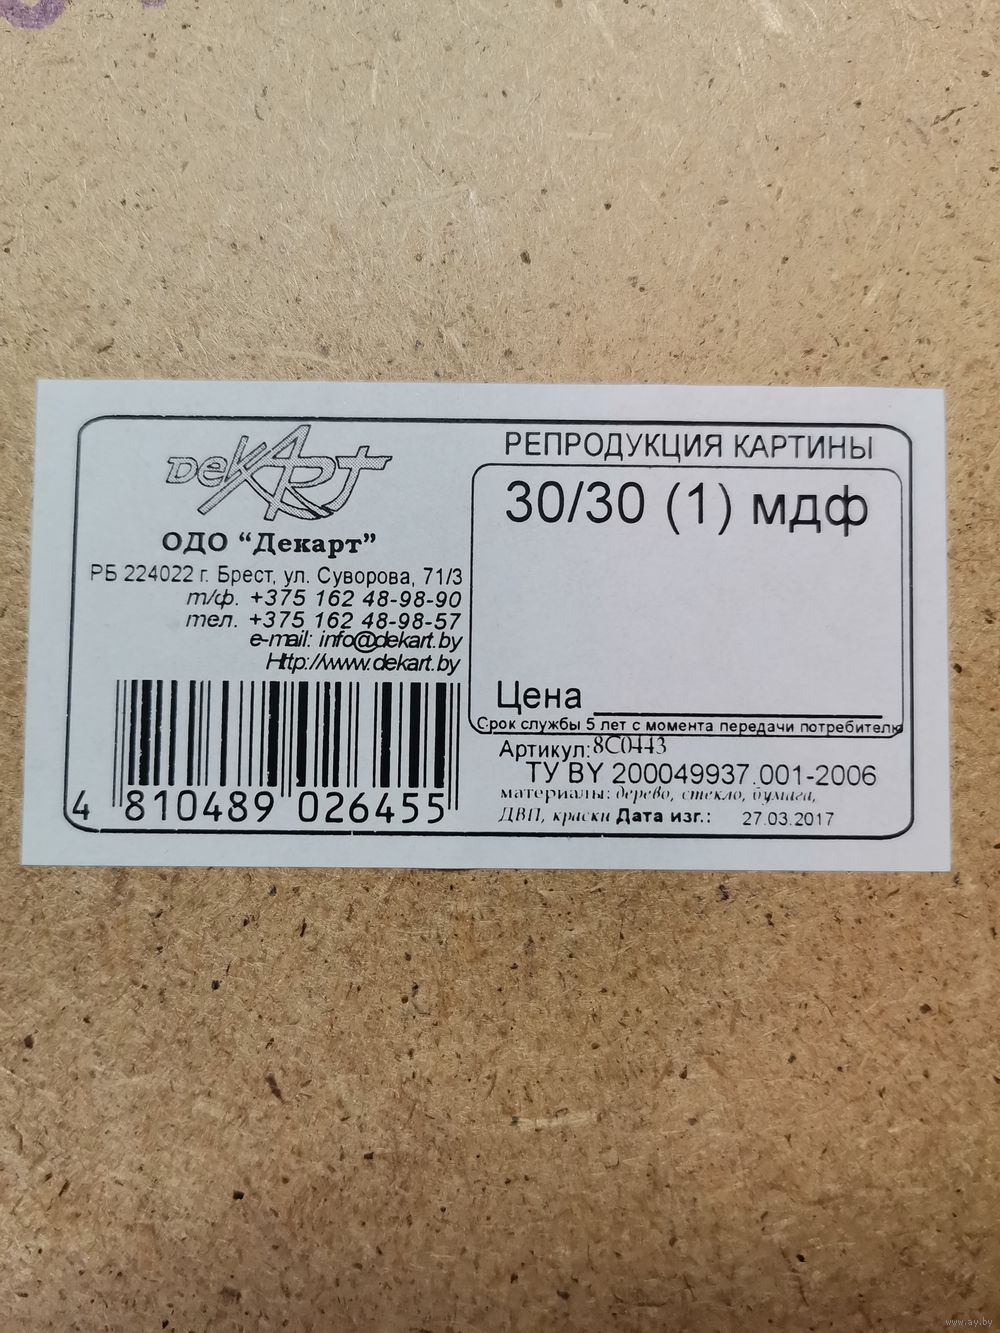 DekART
ОДО “Декарт”
РБ 224022 г. Брест, ул. Суворова, 71/3
т/ф. +375 162 48-98-90
тел. +375 162 48-98-57
e-mail: info@dekart.by
Http://www.dekart.by
4 810489 026455
РЕПРОДУКЦИЯ КАРТИНЫ
30/30 (1) мдф
Цена
Срок службы 5 лет с момента передачи потребителю
Артикул: 8С0443
ТУ BY 200049937.001-2006
материалы: дерево, стекло, бумага,
ДВП, краски Дата изг.: 27.03.2017
www.ay.by